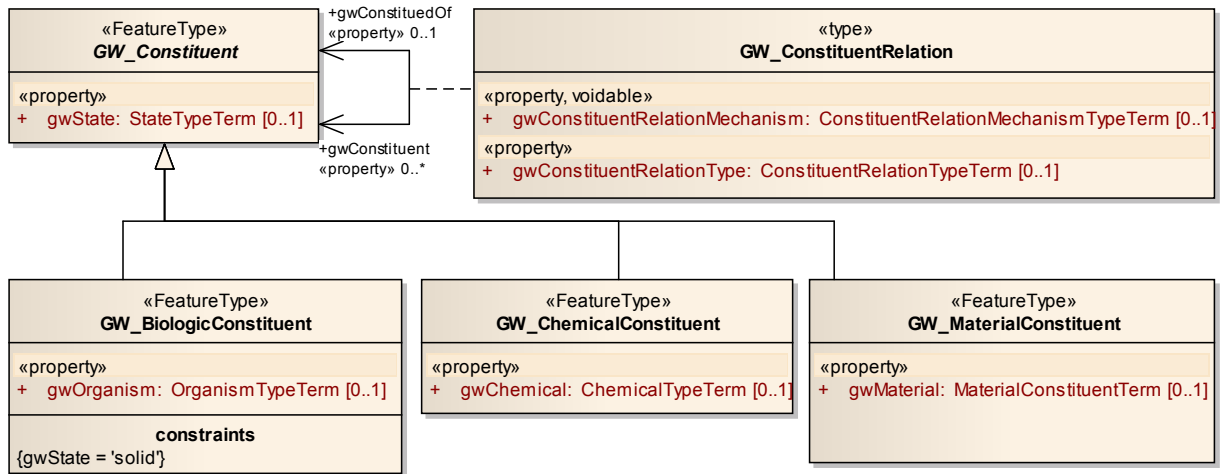 «FeatureType»
GW_Constituent
«property»
+ gwState: StateTypeTerm [0..1]
+gwConstituedOf
«property» 0..1
+gwConstituent
«property» 0..*
«type»
GW_ConstituentRelation
«property, voidable»
+ gwConstituentRelationMechanism: ConstituentRelationMechanismTypeTerm [0..1]
«property»
+ gwConstituentRelationType: ConstituentRelationTypeTerm [0..1]
«FeatureType»
GW_BiologicConstituent
«property»
+ gwOrganism: OrganismTypeTerm [0..1]
constraints
{gwState = 'solid'}
«FeatureType»
GW_ChemicalConstituent
«property»
+ gwChemical: ChemicalTypeTerm [0..1]
«FeatureType»
GW_MaterialConstituent
«property»
+ gwMaterial: MaterialConstituentTerm [0..1]